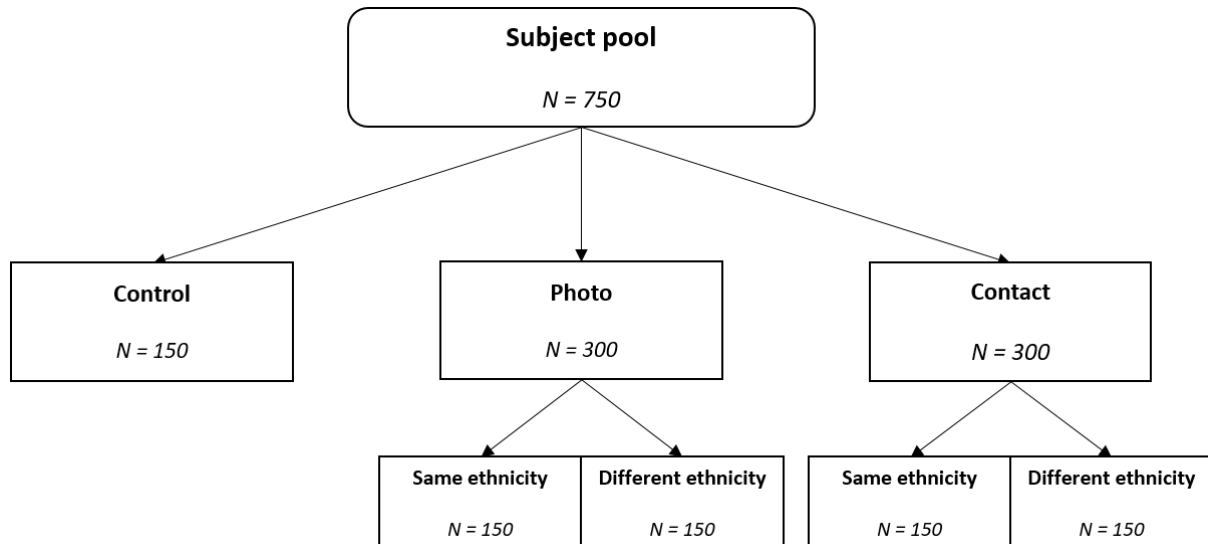 Subject pool
N = 750
Control
N = 150
Photo
N = 300
Contact
N = 300
Same ethnicity
N = 150
Different ethnicity
N = 150
Same ethnicity
N = 150
Different ethnicity
N = 150